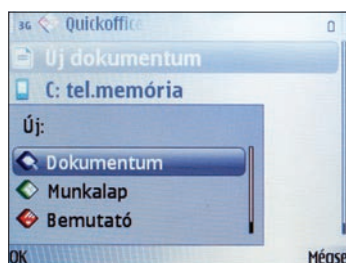 3G Quickoffice
Új dokumentum
C: tel.memória
Új:
Dokumentum
Munkalap
Bemutató
OK Mégse